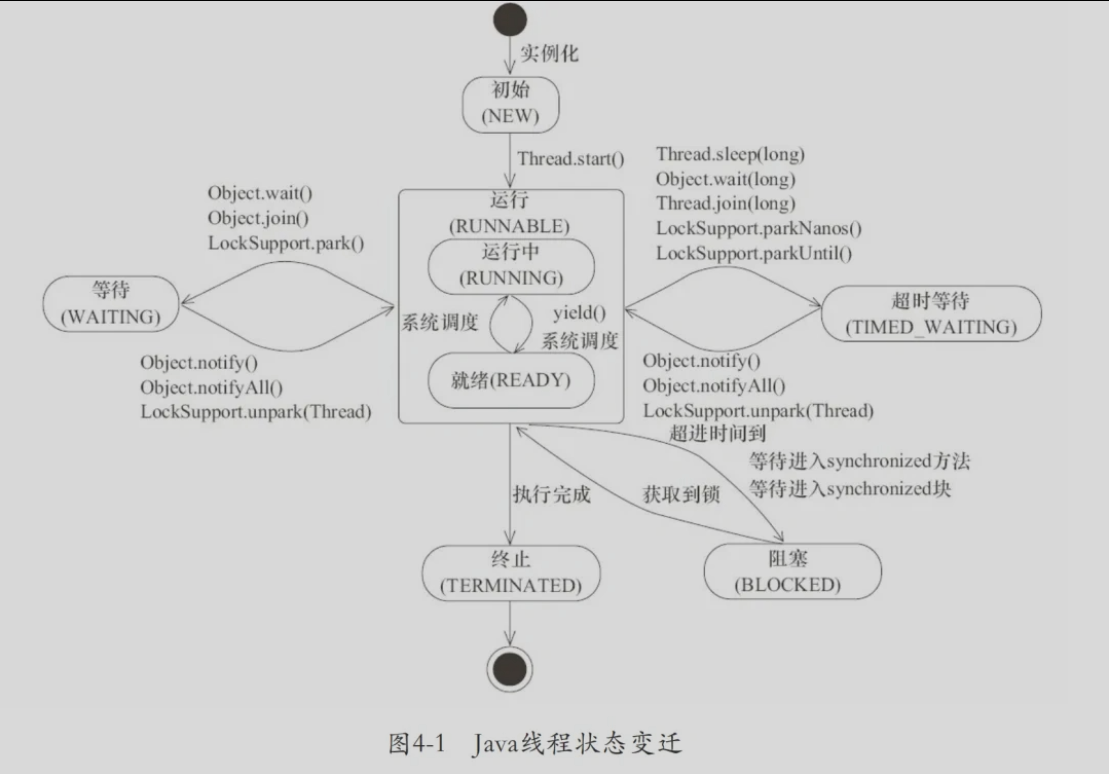 实例化
初始
(NEW)
Thread.start()
Object.wait()
Object.join()
LockSupport.park()
Thread.sleep(long)
Object.wait(long)
Thread.join(long)
LockSupport.parkNanos()
LockSupport.parkUntil()
运行
(RUNNABLE)
运行中
(RUNNING)
等待
(WAITING)
系统调度
yield()
系统调度
超时等待
(TIMED_WAITING)
就绪(READY)
Object.notify()
Object.notifyAll()
LockSupport.unpark(Thread)
Object.notify()
Object.notifyAll()
LockSupport.unpark(Thread)
超进时间到
等待进入synchronized方法
等待进入synchronized块
执行完成
获取到锁
终止
(TERMINATED)
阻塞
(BLOCKED)
图4-1 Java线程状态变迁